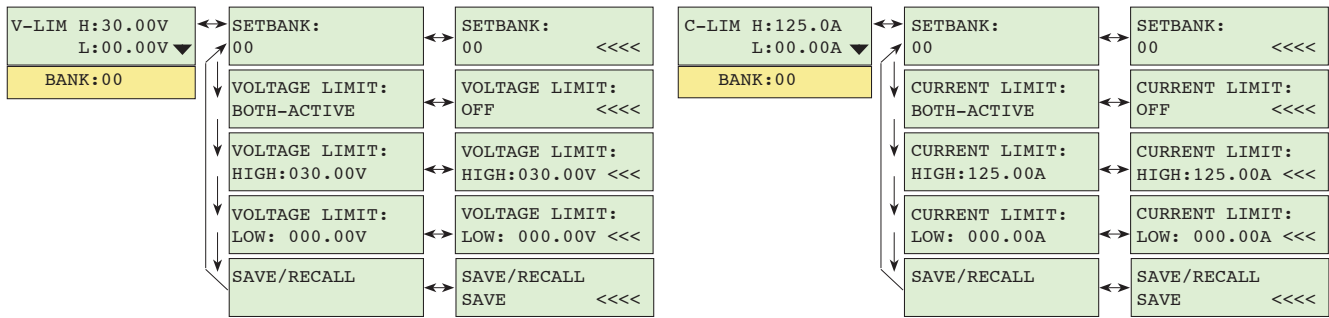 V-LIM H:30.00V
L:00.00V
BANK:00
SETBANK:
00
SETBANK:
00 <<<<
VOLTAGE LIMIT:
BOTH-ACTIVE
VOLTAGE LIMIT:
OFF <<<<
VOLTAGE LIMIT:
HIGH:030.00V
VOLTAGE LIMIT:
HIGH:030.00V <<<
VOLTAGE LIMIT:
LOW: 000.00V
VOLTAGE LIMIT:
LOW: 000.00V <<<
SAVE/RECALL
SAVE/RECALL
SAVE <<<<
C-LIM H:125.0A
L:00.00A
BANK:00
SETBANK:
00
SETBANK:
00 <<<<
CURRENT LIMIT:
BOTH-ACTIVE
CURRENT LIMIT:
OFF <<<<
CURRENT LIMIT:
HIGH:125.00A
CURRENT LIMIT:
HIGH:125.00A <<<
CURRENT LIMIT:
LOW: 000.00A
CURRENT LIMIT:
LOW: 000.00A <<<
SAVE/RECALL
SAVE/RECALL
SAVE <<<<